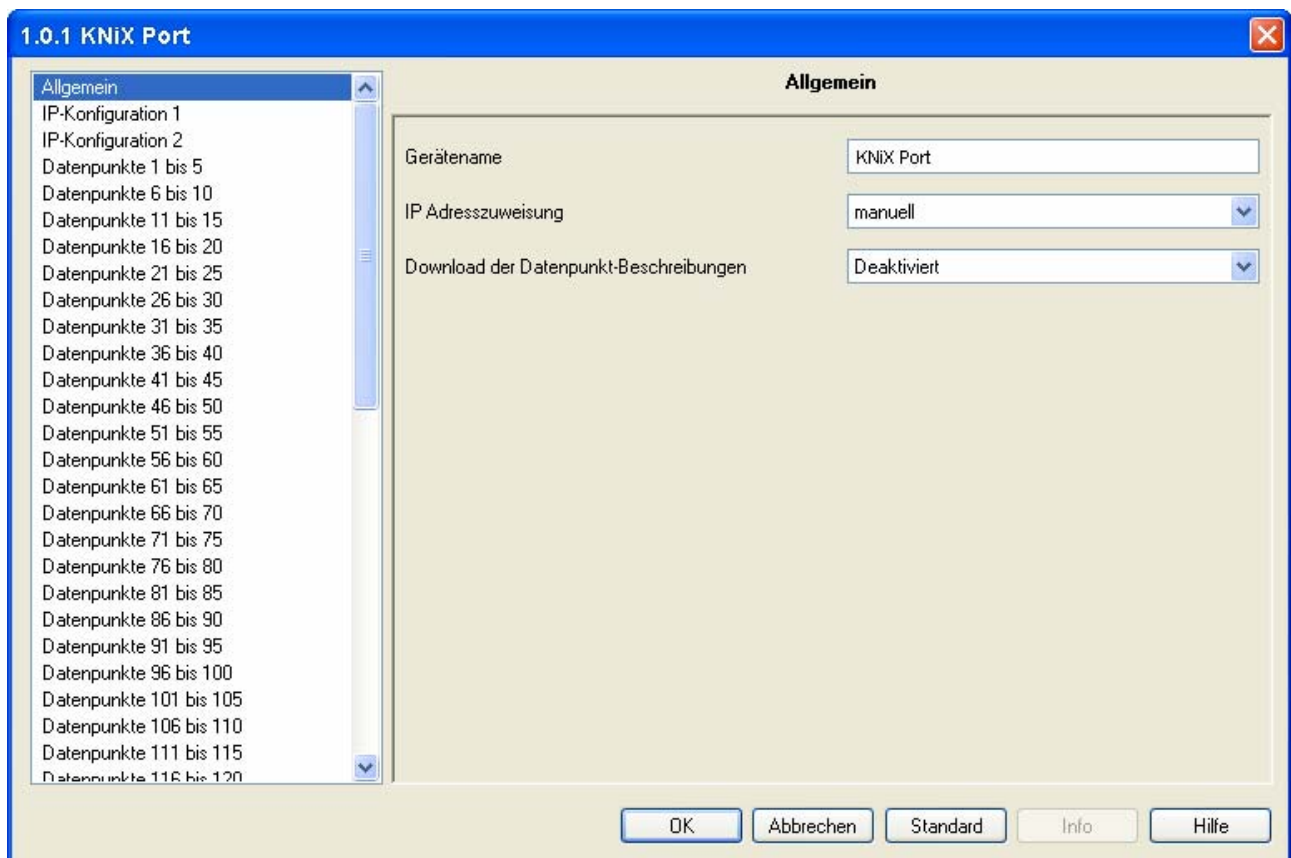 1.0.1 KNiX Port
Allgemein
IP-Konfiguration 1
IP-Konfiguration 2
Datenpunkte 1 bis 5
Datenpunkte 6 bis 10
Datenpunkte 11 bis 15
Datenpunkte 16 bis 20
Datenpunkte 21 bis 25
Datenpunkte 26 bis 30
Datenpunkte 31 bis 35
Datenpunkte 36 bis 40
Datenpunkte 41 bis 45
Datenpunkte 46 bis 50
Datenpunkte 51 bis 55
Datenpunkte 56 bis 60
Datenpunkte 61 bis 65
Datenpunkte 66 bis 70
Datenpunkte 71 bis 75
Datenpunkte 76 bis 80
Datenpunkte 81 bis 85
Datenpunkte 86 bis 90
Datenpunkte 91 bis 95
Datenpunkte 96 bis 100
Datenpunkte 101 bis 105
Datenpunkte 106 bis 110
Datenpunkte 111 bis 115
Datenpunkte 116 bis 120
Allgemein
Gerätename KNiX Port
IP Adresszuweisung manuell
Download der Datenpunkt-Beschreibungen Deaktiviert
OK Abbrechen Standard Info Hilfe